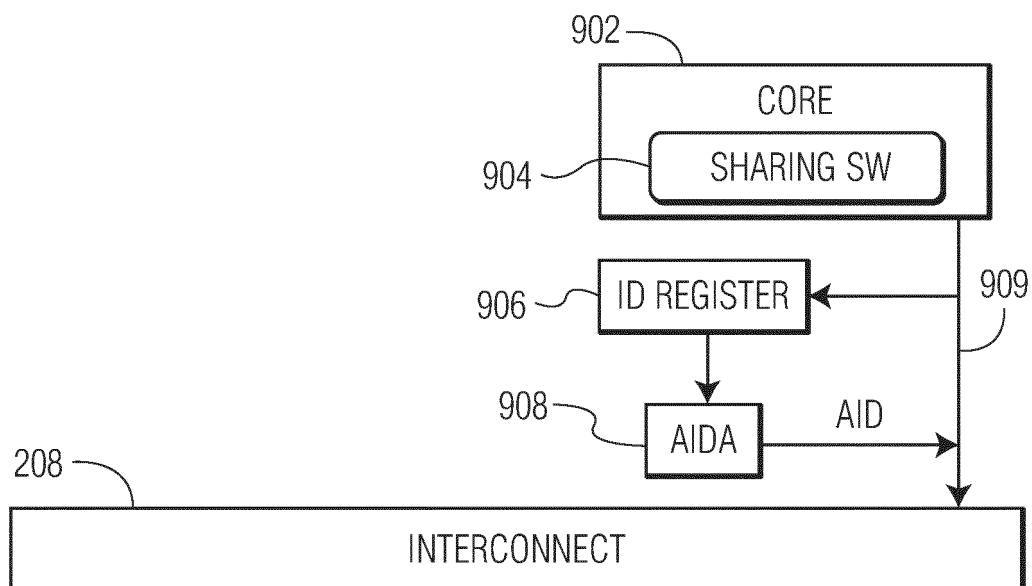 902
CORE
904
SHARING SW
906
ID REGISTER
909
908
AIDA
AID
208
INTERCONNECT